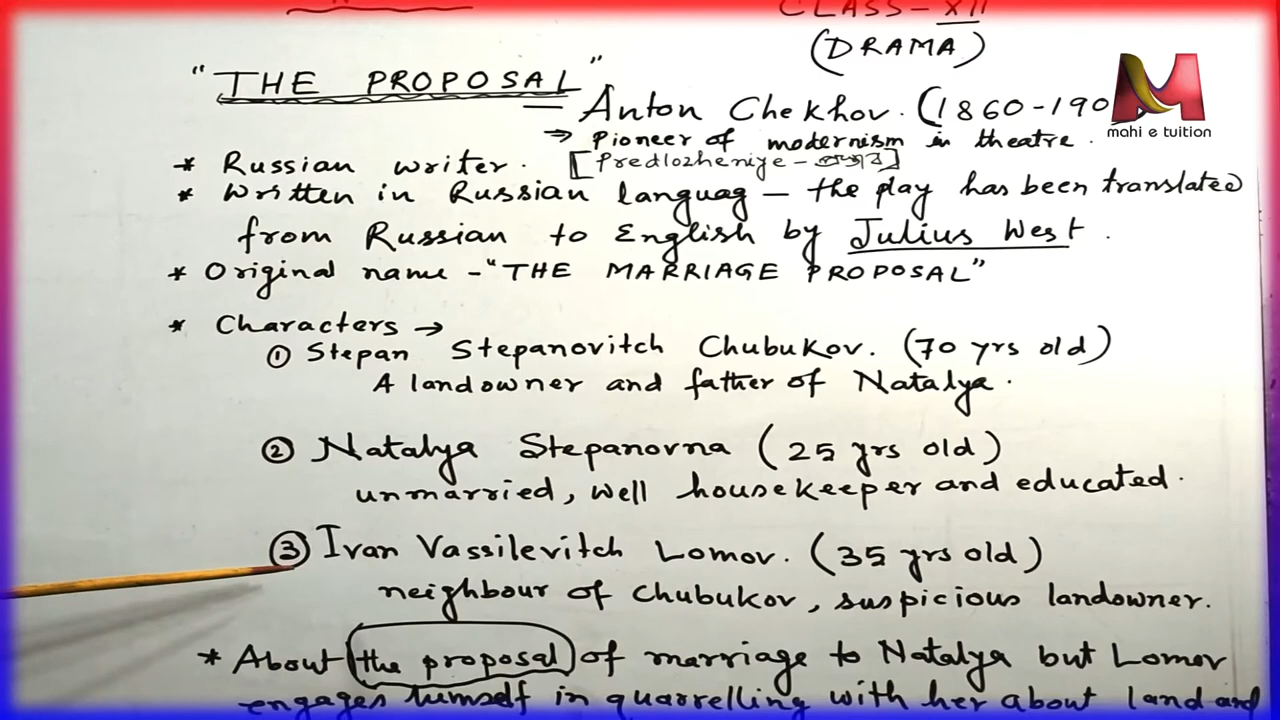 CLASS-XII
(DRAMA)
"THE PROPOSAL"
— Anton Chekhov. (1860-190
mahi e tuition
→ Pioneer of modernism in theatre.
* Russian writer. [Predlozheniye -
* Written in Russian languag — the play has been translated
from Russian to English by Julius West.
* Original name - "THE MARRIAGE PROPOSAL"
* Characters →
① Stepan Stepanovitch Chubukov. (70 yrs old)
A landowner and father of Natalya.
② Natalya Stepanovna (25 yrs old)
unmarried, well housekeeper and educated.
③ Ivan Vassilevitch Lomov. (35 yrs old)
neighbour of Chubukov, suspicious landowner.
* About the proposal of marriage to Natalya but Lomov
engages himself in quarrelling with her about land and